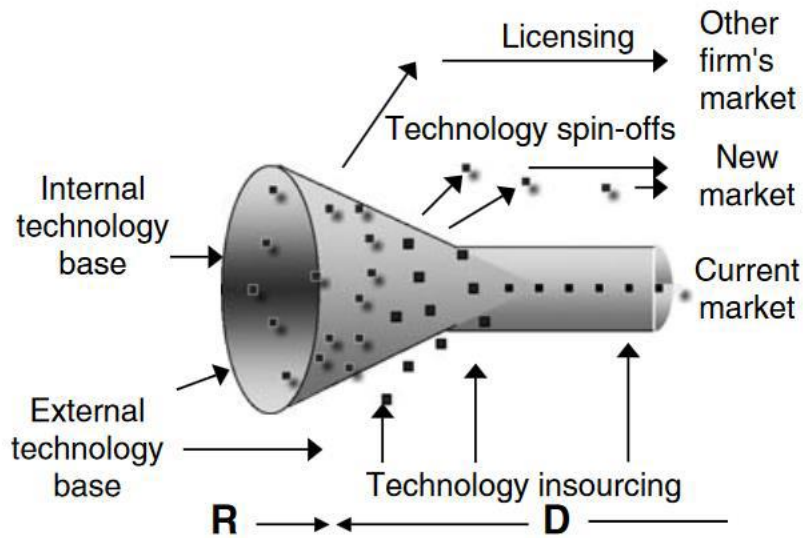 Licensing
Other
firm's
market
Technology spin-offs
New
market
Internal
technology
base
Current
market
External
technology
base
Technology insourcing
R
D